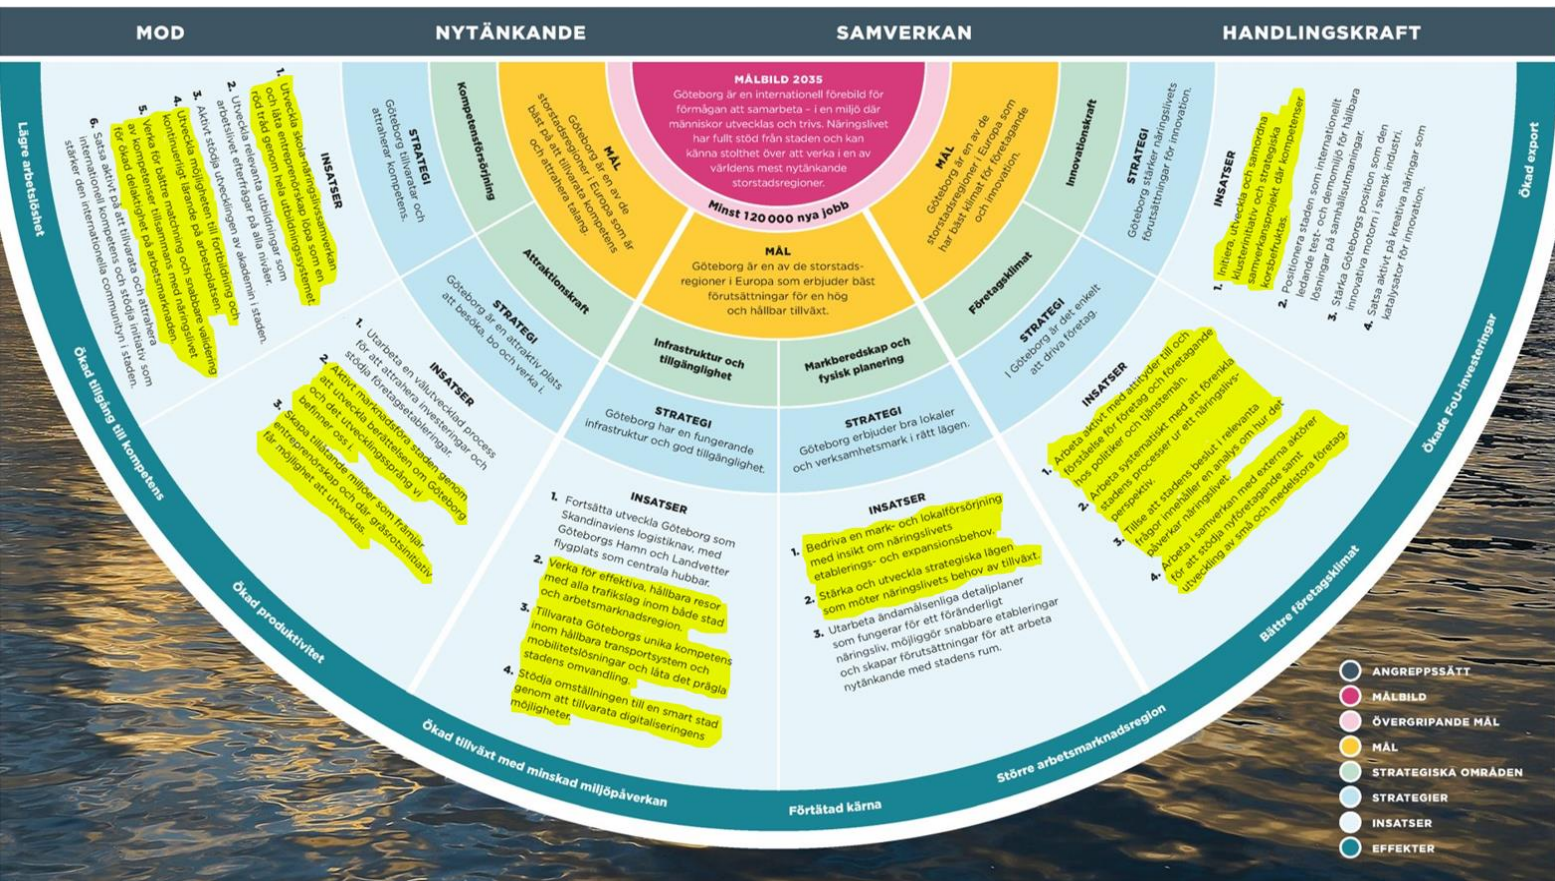 MOD
NYTÄNKANDE
SAMVERKAN
HANDLINGSKRAFT
MÅLBILD 2035
Göteborg är en internationell förebild för
förmågan att samarbeta – i en miljö där
människor utvecklas och trivs. Näringslivet
har fullt stöd från staden och kan
känna stolthet över att verka i en av
världens mest nytänkande
storstadsregioner.
Minst 120 000 nya jobb
MÅL
Göteborg är en av de
storstadsregioner i Europa som är
bäst på att tillvarata kompetens
och attrahera talang.
MÅL
Göteborg är en av de storstads-
regioner i Europa som erbjuder bäst
förutsättningar för en hög
och hållbar tillväxt.
MÅL
Göteborg är en av de
storstadsregioner i Europa som
har bäst klimat för företagande
och innovation.
Kompetensförsörjning
STRATEGI
Göteborg tillvaratar och
attraherar kompetens.
INSATSER
1. Utveckla skola-näringslivssamverkan
och låta entreprenörskap löpa som en
röd tråd genom hela utbildningssystemet.
2. Utveckla relevanta utbildningar som
arbetslivet efterfrågar på alla nivåer.
3. Aktivt stödja utvecklingen av akademin i staden.
4. Utveckla möjligheten till fortbildning och
kontinuerligt lärande på arbetsplatsen.
5. Verka för bättre matchning och snabbare validering
av kompetenser tillsammans med näringslivet
för ökad delaktighet på arbetsmarknaden.
6. Satsa aktivt på att tillvarata och attrahera
internationell kompetens och stödja initiativ som
stärker den internationella communityn i staden.
Attraktionskraft
STRATEGI
Göteborg är en attraktiv plats
att besöka, bo och verka i.
INSATSER
1. Utarbeta en välutvecklad process
för att attrahera investeringar och
stödja företagsetableringar.
2. Aktivt marknadsföra staden genom
att utveckla berättelsen om Göteborg
och det utvecklingssprång vi
befinner oss i.
3. Skapa tillåtande miljöer som främjar
entreprenörskap och där gräsrotsinitiativ
får möjlighet att utvecklas.
Infrastruktur och
tillgänglighet
STRATEGI
Göteborg har en fungerande
infrastruktur och god tillgänglighet.
INSATSER
1. Fortsätta utveckla Göteborg som
Skandinaviens logistiknav, med
Göteborgs Hamn och Landvetter
flygplats som centrala hubbar.
2. Verka för effektiva, hållbara resor
med alla trafikslag inom både stad
och arbetsmarknadsregion.
3. Tillvarata Göteborgs unika kompetens
inom hållbara transportsystem och
mobilitetslösningar och låta det prägla
stadens omvandling.
4. Stödja omställningen till en smart stad
genom att tillvarata digitaliseringens
möjligheter.
Markberedskap och
fysisk planering
STRATEGI
Göteborg erbjuder bra lokaler
och verksamhetsmark i rätt lägen.
INSATSER
1. Bedriva en mark- och lokalförsörjning
med insikt om näringslivets
etablerings- och expansionsbehov.
2. Stärka och utveckla strategiska lägen
som möter näringslivets behov av tillväxt.
3. Utarbeta ändamålsenliga detaljplaner
som fungerar för ett föränderligt
näringsliv, möjliggör snabbare etableringar
och skapar förutsättningar för att arbeta
nytänkande med stadens rum.
Företagsklimat
STRATEGI
I Göteborg är det enkelt
att driva företag.
INSATSER
1. Arbeta aktivt med attityder till och
förståelse för företag och företagande
hos politiker och tjänstemän.
2. Arbeta systematiskt med att förenkla
stadens processer ur ett näringslivs-
perspektiv.
3. Tillse att stadens beslut i relevanta
frågor innehåller en analys om hur det
påverkar näringslivet.
4. Arbeta i samverkan med externa aktörer
för att stödja nyföretagande samt
utveckling av små och medelstora företag.
Innovationskraft
STRATEGI
Göteborg stärker näringslivets
förutsättningar för innovation.
INSATSER
1. Initiera, utveckla och samordna
klusterinitiativ och strategiska
samverkansprojekt där kompetenser
korsbefruktas.
2. Positionera staden som internationellt
ledande test- och demomiljö för hållbara
lösningar på samhällsutmaningar.
3. Stärka Göteborgs position som den
innovativa motorn i svensk industri.
4. Satsa aktivt på kreativa näringar som
katalysator för innovation.
Lägre arbetslöshet
Ökad tillgång till kompetens
Ökad produktivitet
Ökad tillväxt med minskad miljöpåverkan
Förtätad kärna
Större arbetsmarknadsregion
Bättre företagsklimat
Ökade FoU-investeringar
Ökad export
ANGREPPSSÄTT
MÅLBILD
ÖVERGRIPANDE MÅL
MÅL
STRATEGISKA OMRÅDEN
STRATEGIER
INSATSER
EFFEKTER